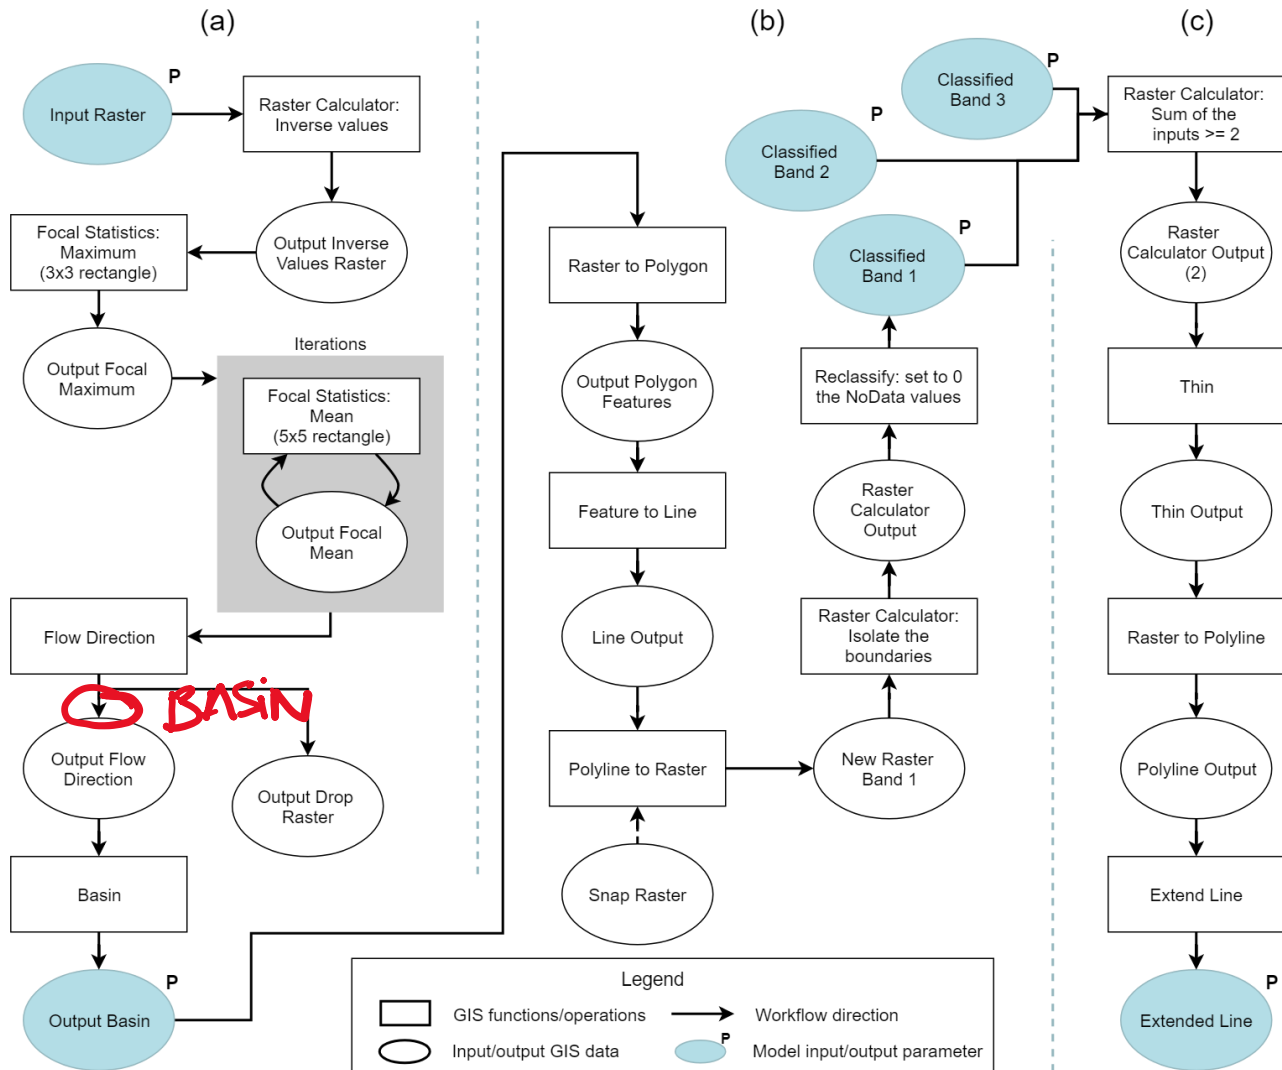 (a)
(b)
(c)
Input Raster
P
Raster Calculator:
Inverse values
Output Inverse
Values Raster
Focal Statistics:
Maximum
(3x3 rectangle)
Output Focal
Maximum
Iterations
Focal Statistics:
Mean
(5x5 rectangle)
Output Focal
Mean
Flow Direction
BASIN
Output Flow
Direction
Output Drop
Raster
Basin
Output Basin
P
Raster to Polygon
Output Polygon
Features
Feature to Line
Line Output
Polyline to Raster
Snap Raster
New Raster
Band 1
Raster Calculator:
Isolate the
boundaries
Raster
Calculator
Output
Reclassify: set to 0
the NoData values
Classified
Band 1
P
Classified
Band 2
P
Classified
Band 3
P
Raster Calculator:
Sum of the
inputs >= 2
Raster
Calculator Output
(2)
Thin
Thin Output
Raster to Polyline
Polyline Output
Extend Line
Extended Line
P
Legend
GIS functions/operations
Workflow direction
Input/output GIS data
P
Model input/output parameter